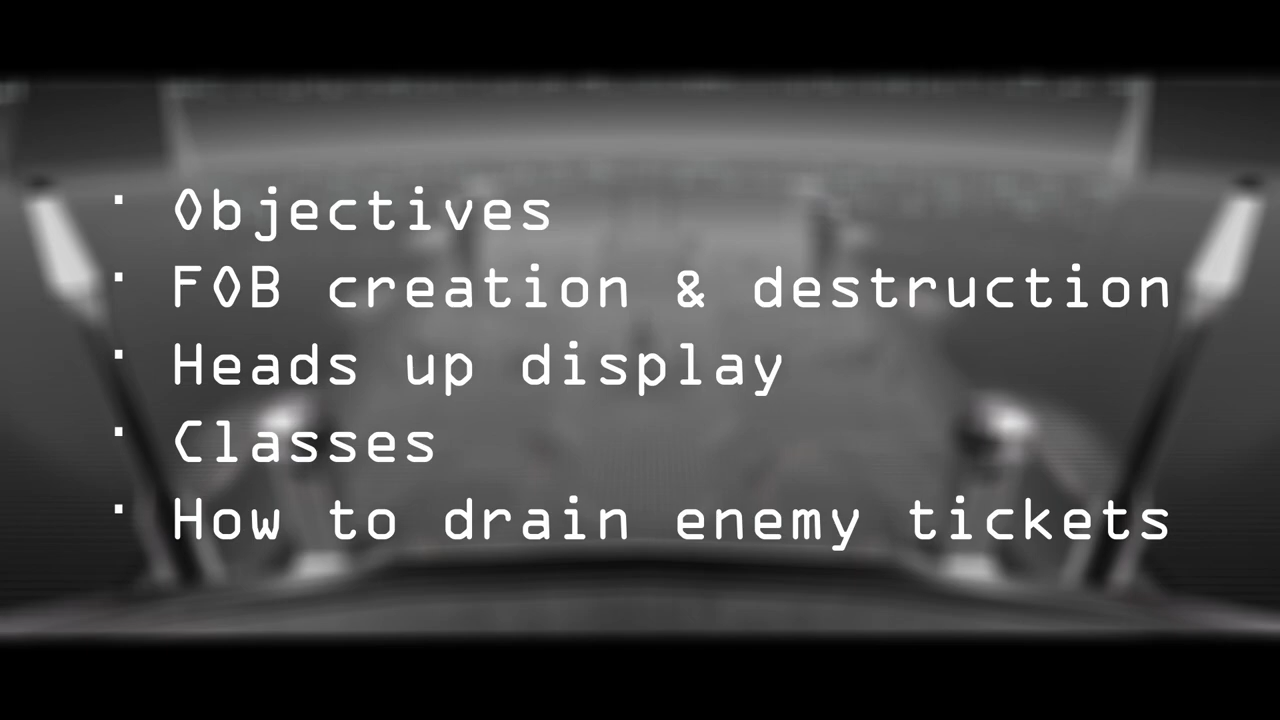 · Objectives
· FOB creation & destruction
· Heads up display
· Classes
· How to drain enemy tickets